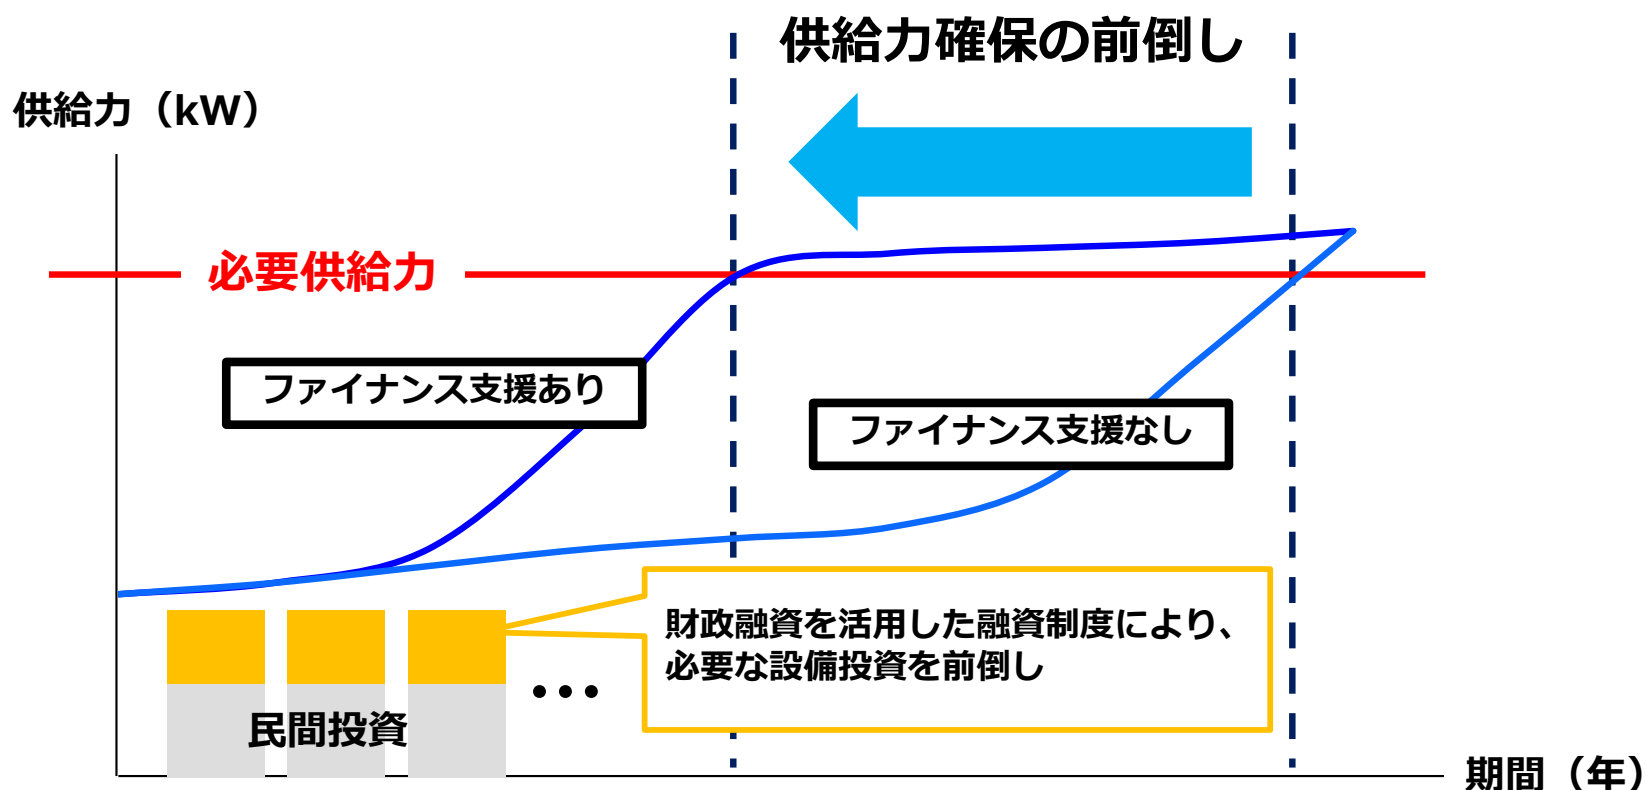 供給力確保の前倒し
供給力（kW）
必要供給力
ファイナンス支援あり
ファイナンス支援なし
財政融資を活用した融資制度により、
必要な設備投資を前倒し
…
民間投資
期間（年）